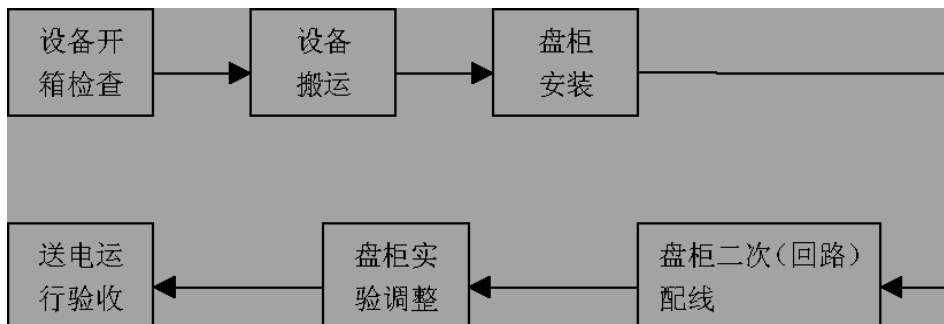 设备开
箱检查
设备
搬运
盘柜
安装
盘柜二次(回路)
配线
盘柜实
验调整
送电运
行验收